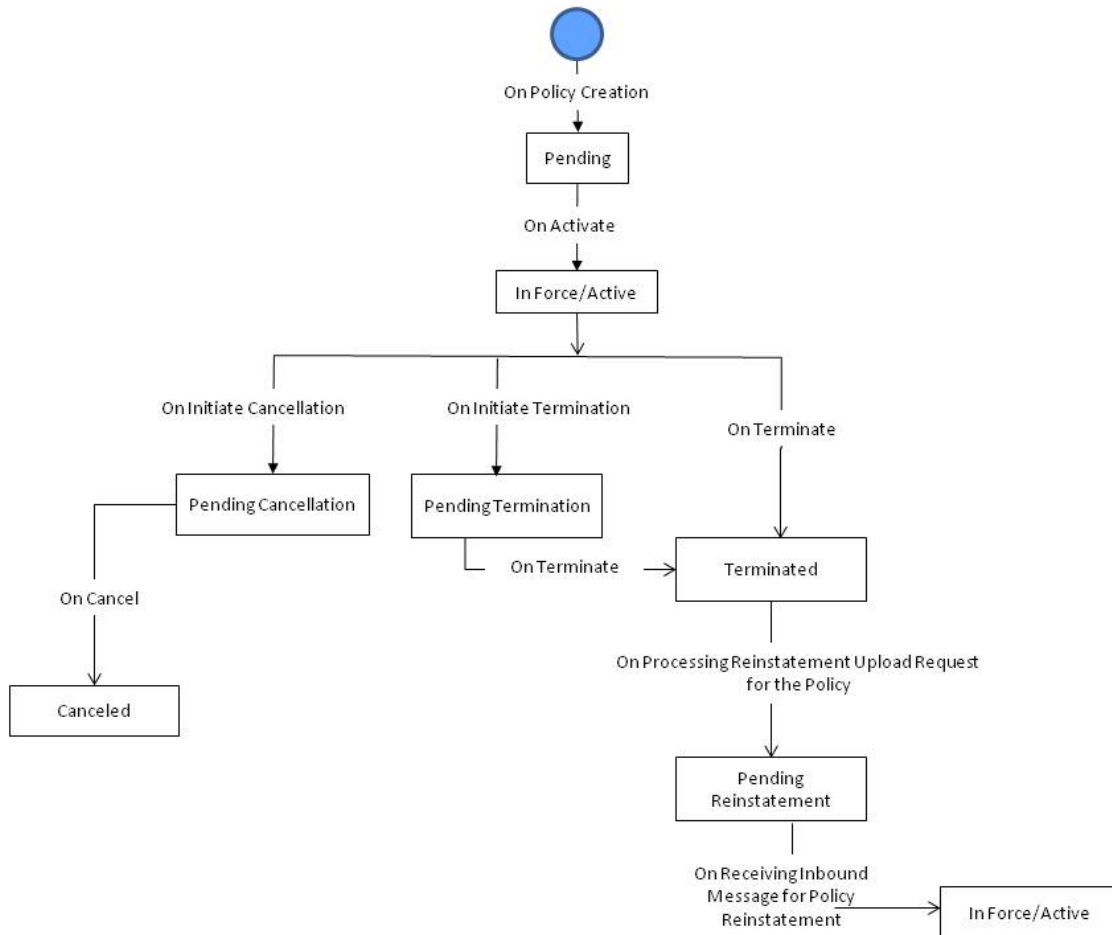 On Policy Creation
Pending
On Activate
In Force/Active
On Initiate Cancellation
On Initiate Termination
On Terminate
Pending Cancellation
Pending Termination
On Terminate
Terminated
On Cancel
Canceled
On Processing Reinstatement Upload Request
for the Policy
Pending
Reinstatement
On Receiving Inbound
Message for Policy
Reinstatement
In Force/Active